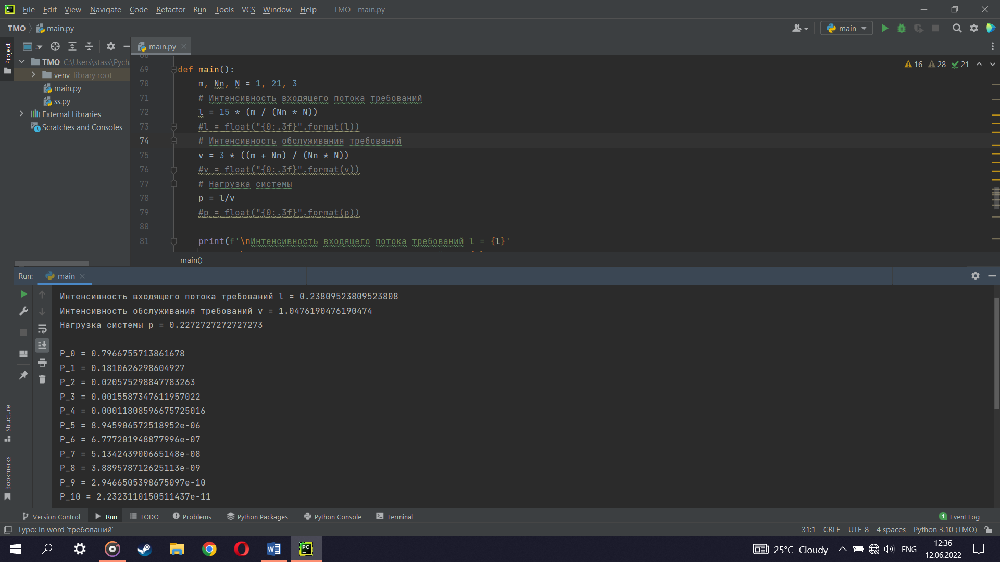 File Edit View Navigate Code Refactor Run Tools VCS Window Help TMO - main.py
TMO main.py main
Project
main.py
TMO C:\Users\stass\Pych
venv library root
main.py
ss.py
External Libraries
Scratches and Consoles
16 28 21
69 def main():
70 m, Nn, N = 1, 21, 3
71 # Интенсивность входящего потока требований
72 l = 15 * (m / (Nn * N))
73 #l = float("{0:.3f}".format(l))
74 # Интенсивность обслуживания требований
75 v = 3 * ((m + Nn) / (Nn * N))
76 #v = float("{0:.3f}".format(v))
77 # Нагрузка системы
78 p = l/v
79 #p = float("{0:.3f}".format(p))
80
81 print(f'\nИнтенсивность входящего потока требований l = {l}'
main()
Run: main
Интенсивность входящего потока требований l = 0.23809523809523808
Интенсивность обслуживания требований v = 1.0476190476190474
Нагрузка системы p = 0.2272727272727273
P_0 = 0.7966755713861678
P_1 = 0.1810626298604927
P_2 = 0.020575298847783263
P_3 = 0.0015587347611957022
P_4 = 0.00011808596675725016
P_5 = 8.945906572518952e-06
P_6 = 6.777201948877996e-07
P_7 = 5.134243900665148e-08
P_8 = 3.889578712625113e-09
P_9 = 2.9466505398675097e-10
P_10 = 2.2323110150511437e-11
Structure
Bookmarks
Version Control Run TODO Problems Python Packages Python Console Terminal 1 Event Log
Typo: In word 'требований' 31:1 CRLF UTF-8 4 spaces Python 3.10 (TMO)
25°C Cloudy ENG 12:36
12.06.2022